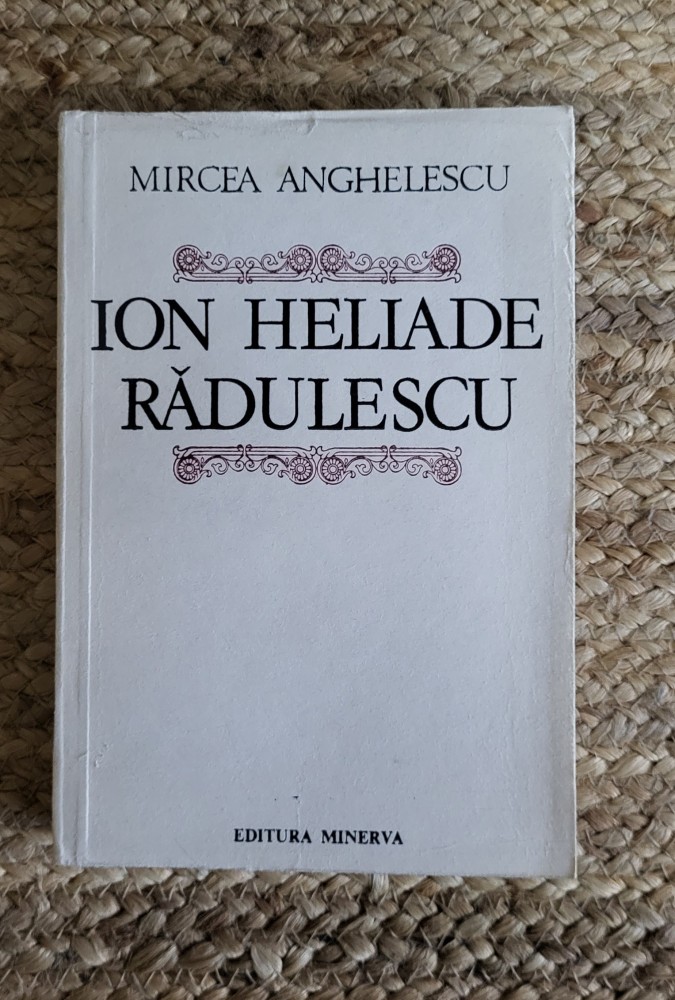 MIRCEA ANGHELESCU
ION HELIADE
RĂDULESCU
EDITURA MINERVA